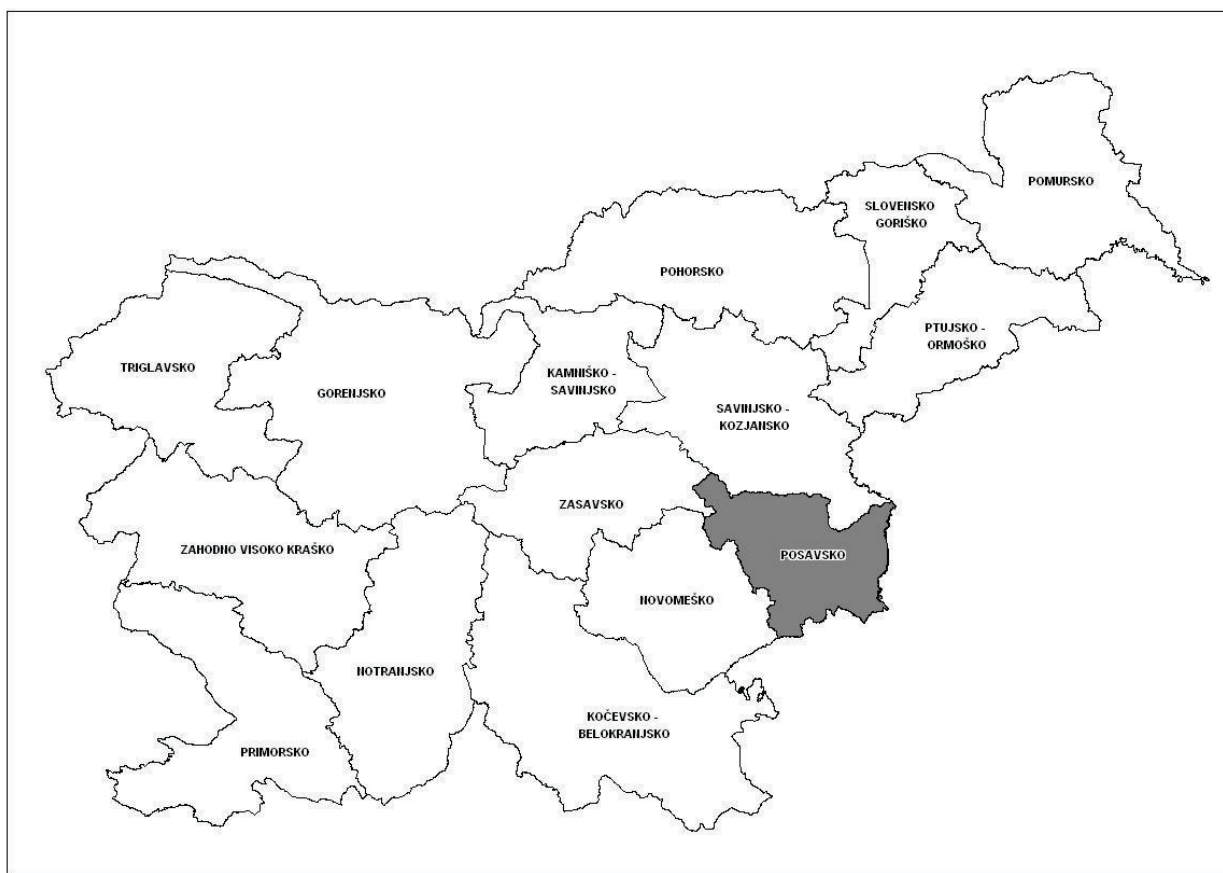 POMURSKO
SLOVENSKO
GORIŠKO
POHORSKO
PTUJSKO -
ORMOŠKO
TRIGLAVSKO
GORENJSKO
KAMNIŠKO -
SAVINJSKO
SAVINJSKO -
KOZJANSKO
ZASAVSKO
ZAHODNO VISOKO KRAŠKO
POSAVSKO
NOVOMEŠKO
NOTRANJSKO
KOČEVSKO -
BELOKRANJSKO
PRIMORSKO